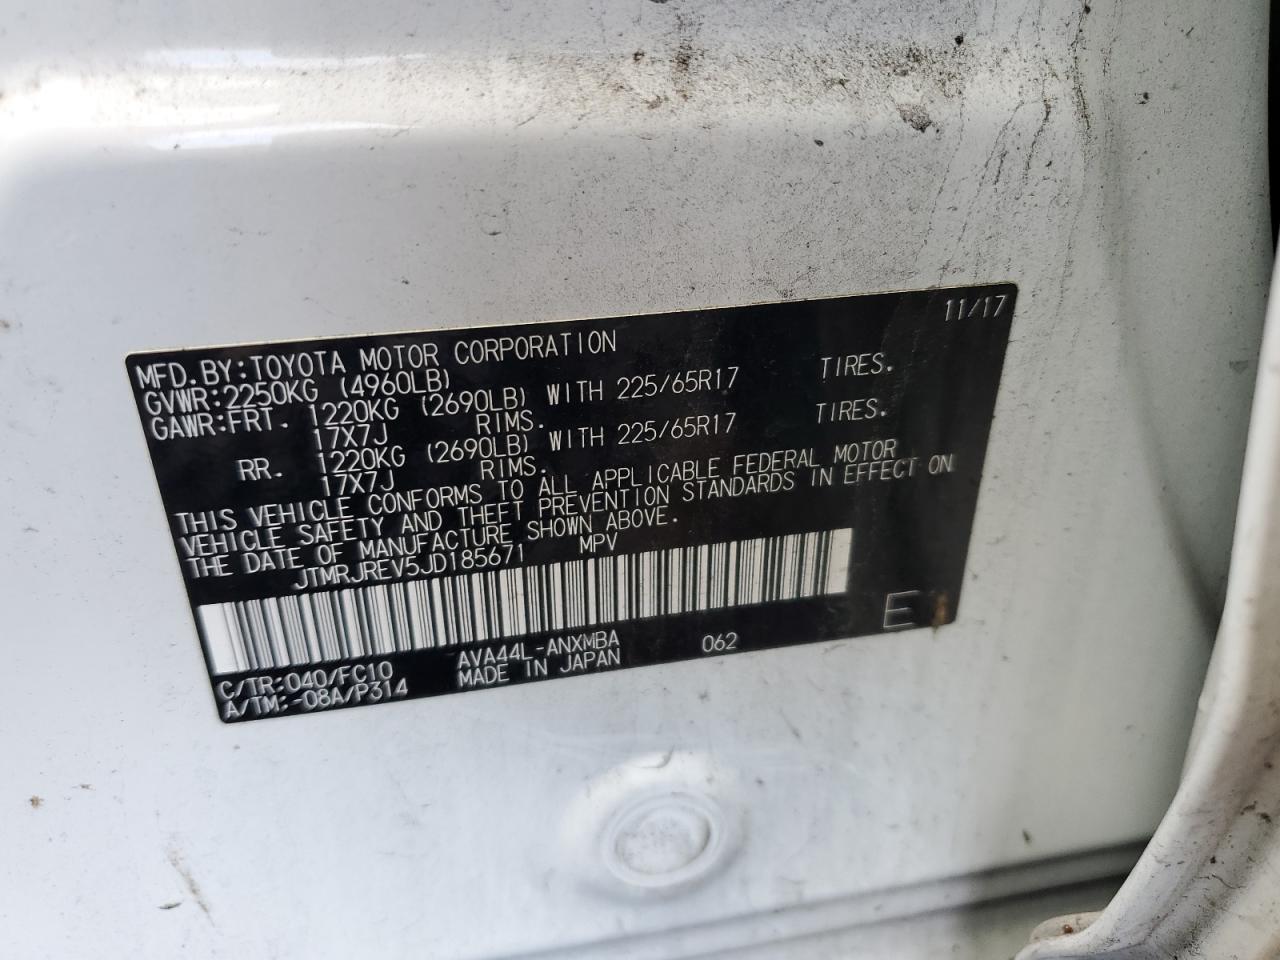 11/17
MFD.BY:TOYOTA MOTOR CORPORATION
GVWR:2250KG (4960LB)
GAWR:FRT. 1220KG (2690LB) WITH 225/65R17 TIRES.
17X7J RIMS.
RR. 1220KG (2690LB) WITH 225/65R17 TIRES.
17X7J RIMS.
THIS VEHICLE CONFORMS TO ALL APPLICABLE FEDERAL MOTOR
VEHICLE SAFETY AND THEFT PREVENTION STANDARDS IN EFFECT ON
THE DATE OF MANUFACTURE SHOWN ABOVE.
JTMRJREV5JD185671 MPV
E
C/TR:040/FC10 AVA44L-ANXMBA 062
A/TM:-08A/P314 MADE IN JAPAN